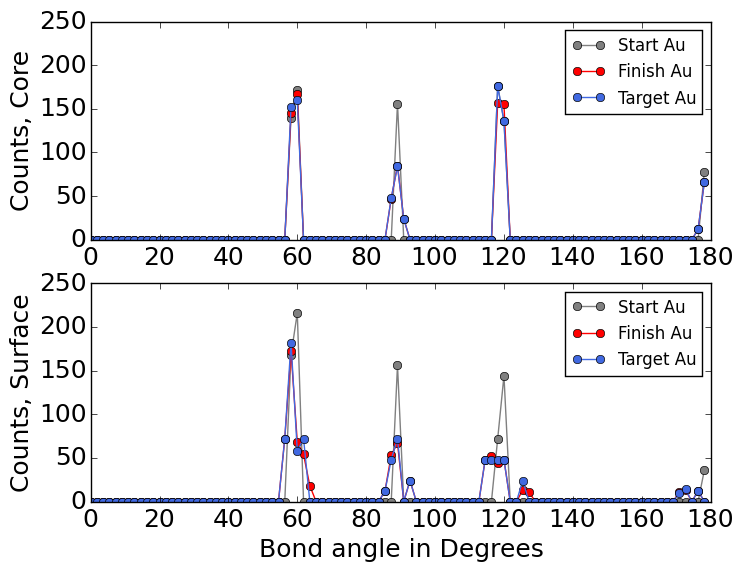 250
200
150
100
50
0
Counts, Core
Start Au
Finish Au
Target Au
0 20 40 60 80 100 120 140 160 180
250
200
150
100
50
0
Counts, Surface
Start Au
Finish Au
Target Au
0 20 40 60 80 100 120 140 160 180
Bond angle in Degrees